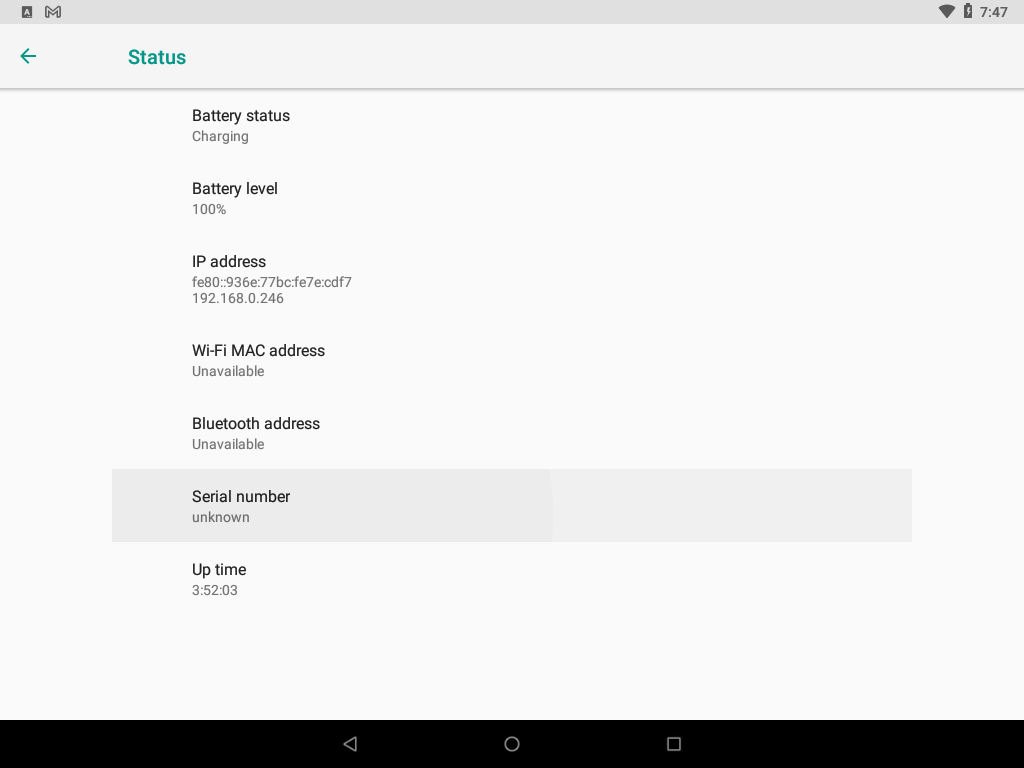 7:47
Status
Battery status
Charging
Battery level
100%
IP address
fe80::936e:77bc:fe7e:cdf7
192.168.0.246
Wi-Fi MAC address
Unavailable
Bluetooth address
Unavailable
Serial number
unknown
Up time
3:52:03